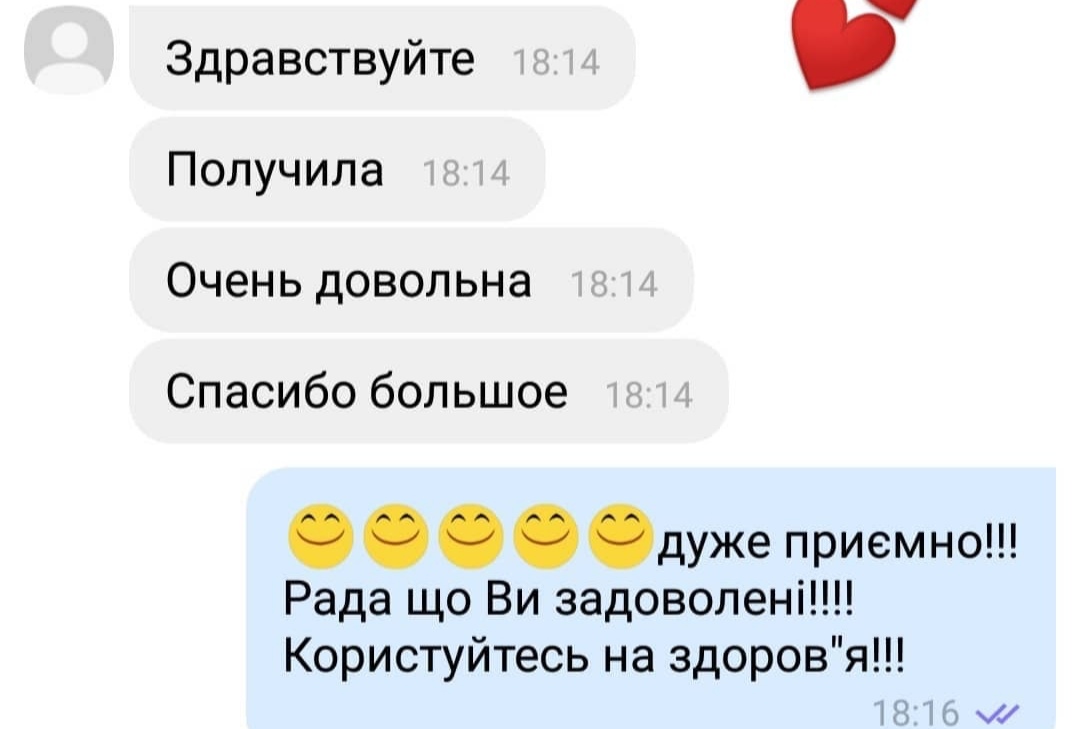 Здравствуйте 18:14
Получила 18:14
Очень довольна 18:14
Спасибо большое 18:14
😊😊😊😊😊дуже приємно!!!
Рада що Ви задоволені!!!!
Користуйтесь на здоров"я!!!
18:16